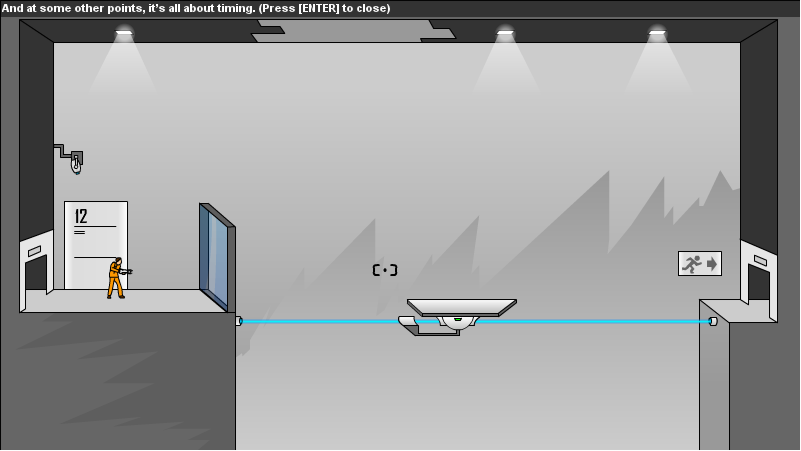 And at some other points, it's all about timing. (Press [ENTER] to close)
12